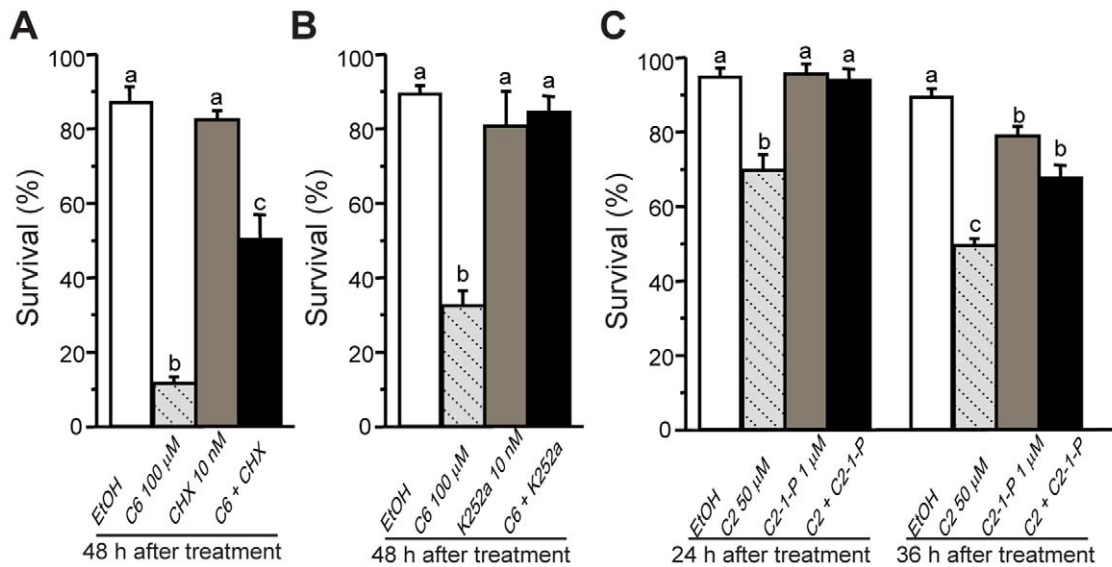 A
Survival (%)
100
80
60
40
20
0
a
b
a
c
EtOH
C6 100 µM
CHX 10 nM
C6 + CHX
48 h after treatment
B
Survival (%)
100
80
60
40
20
0
a
b
a
a
EtOH
C6 100 µM
K252a 10 nM
C6 + K252a
48 h after treatment
C
Survival (%)
100
80
60
40
20
0
a
b
a
a
a
c
b
b
EtOH
C2 50 µM
C2-1-P 1 µM
C2 + C2-1-P
24 h after treatment
EtOH
C2 50 µM
C2-1-P 1 µM
C2 + C2-1-P
36 h after treatment